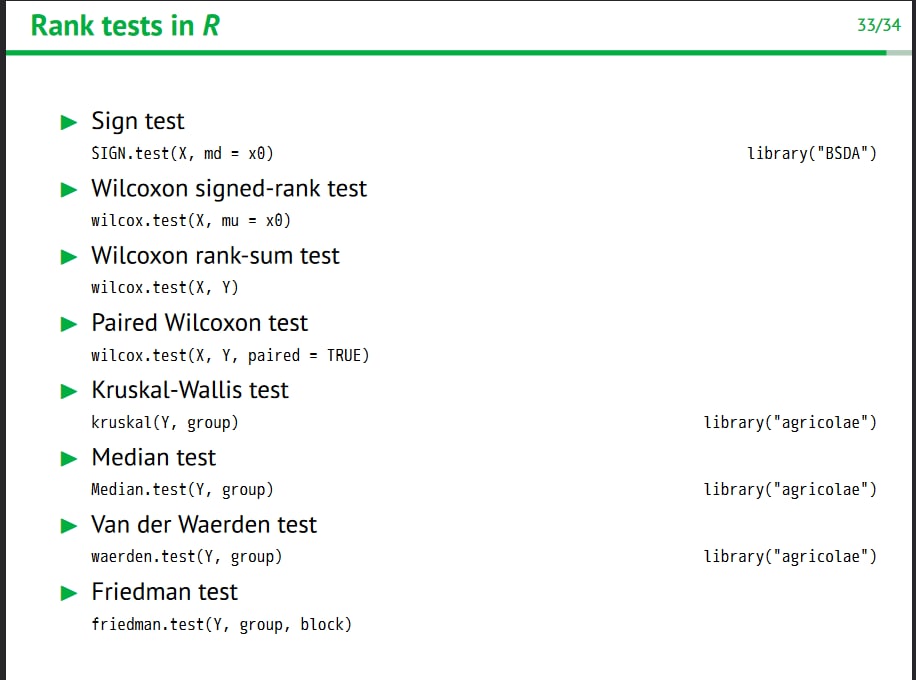 Rank tests in R
33/34
▶ Sign test
SIGN.test(X, md = x0) library("BSDA")
▶ Wilcoxon signed-rank test
wilcox.test(X, mu = x0)
▶ Wilcoxon rank-sum test
wilcox.test(X, Y)
▶ Paired Wilcoxon test
wilcox.test(X, Y, paired = TRUE)
▶ Kruskal-Wallis test
kruskal(Y, group) library("agricolae")
▶ Median test
Median.test(Y, group) library("agricolae")
▶ Van der Waerden test
waerden.test(Y, group) library("agricolae")
▶ Friedman test
friedman.test(Y, group, block)